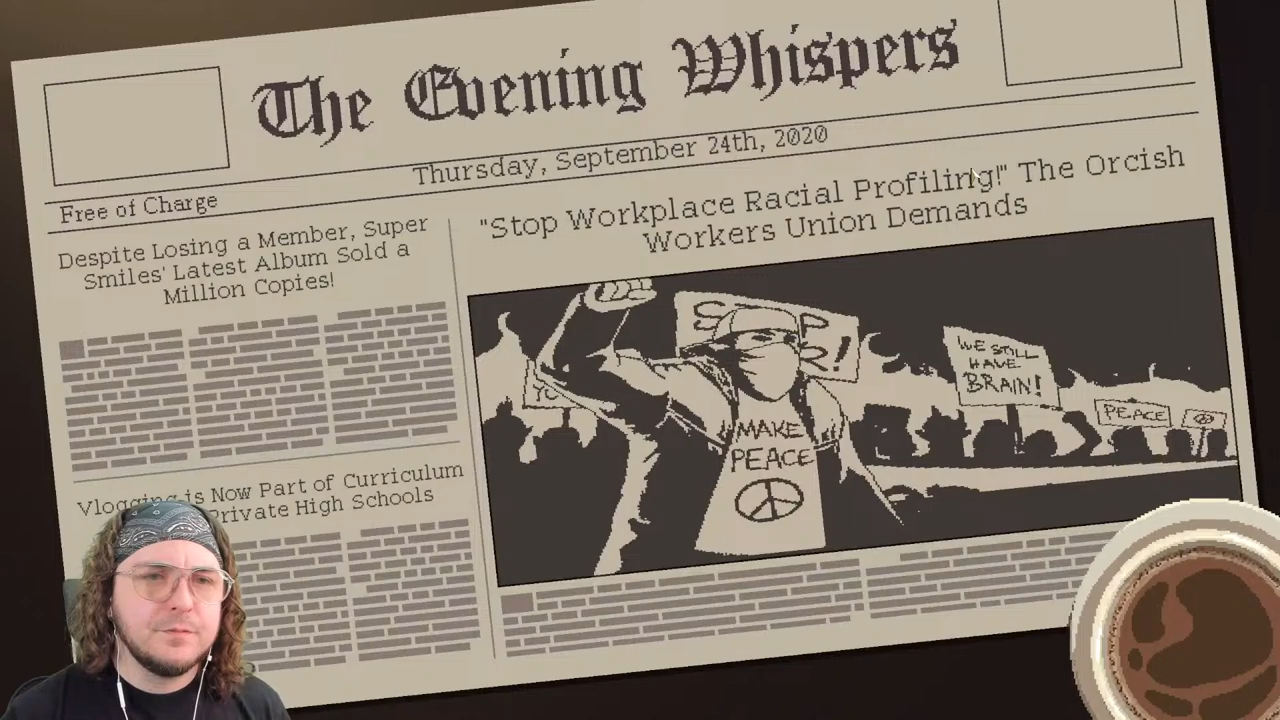 The Evening Whispers
Thursday, September 24th, 2020
Free of Charge
Despite Losing a Member, Super
Smiles' Latest Album Sold a
Million Copies!
"Stop Workplace Racial Profiling!" The Orcish
Workers Union Demands
WE STILL
HAVE
BRAIN!
PEACE
MAKE
PEACE
Vlogging is Now Part of Curriculum
Private High Schools